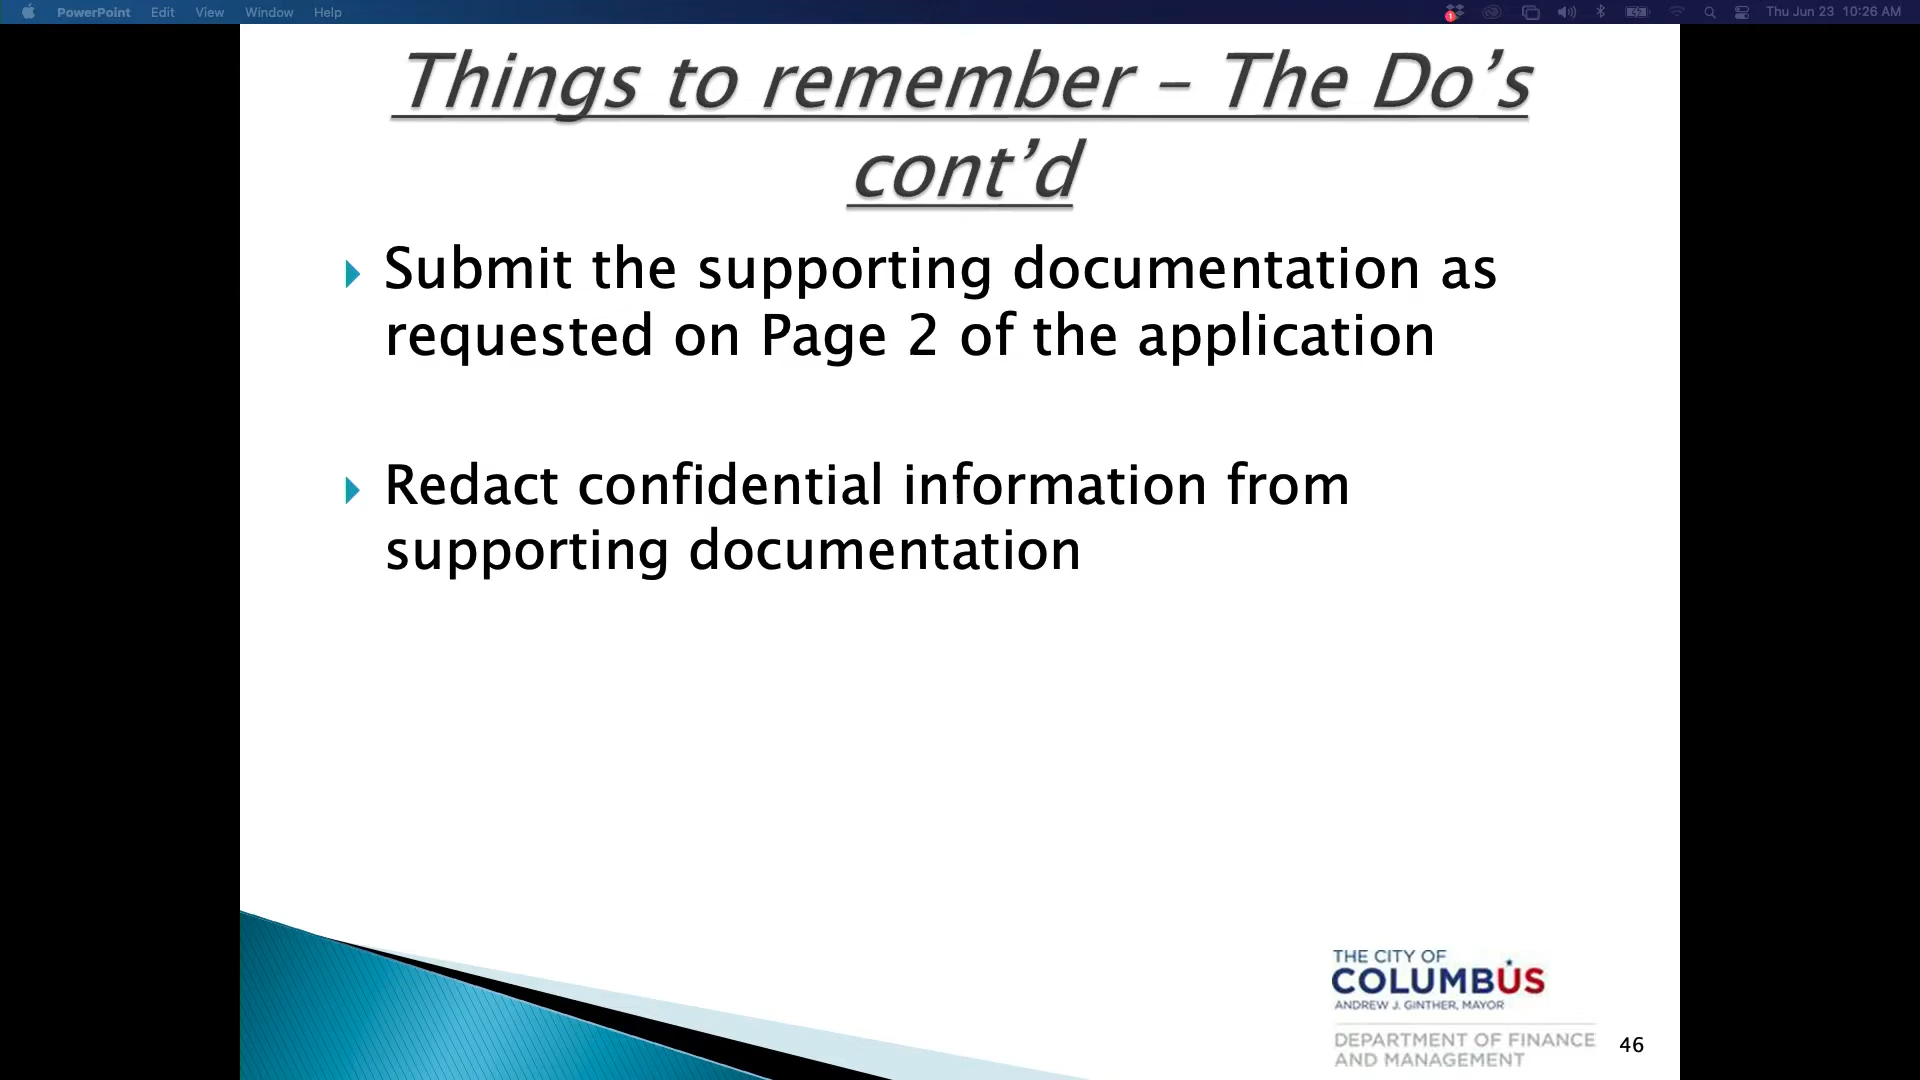 PowerPoint Edit View Window Help
1
Thu Jun 23 10:26 AM
Things to remember – The Do’s
cont’d
Submit the supporting documentation as
requested on Page 2 of the application
Redact confidential information from
supporting documentation
THE CITY OF
COLUMBUS
ANDREW J. GINTHER, MAYOR
DEPARTMENT OF FINANCE
AND MANAGEMENT
46